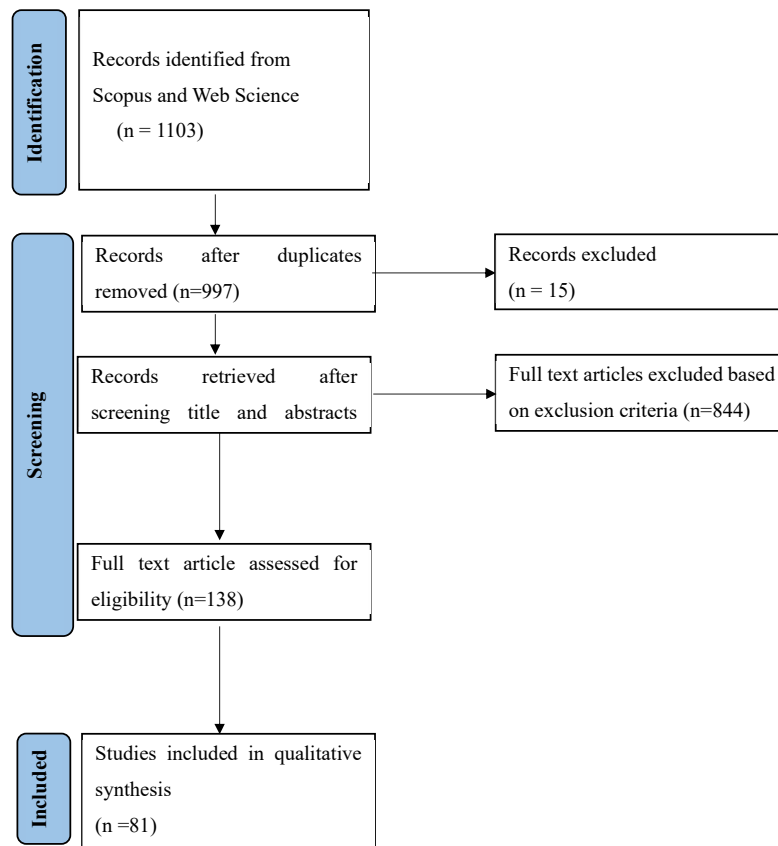 Identification
Records identified from
Scopus and Web Science
(n = 1103)
Screening
Records after duplicates
removed (n=997)
Records excluded
(n = 15)
Records retrieved after
screening title and abstracts
Full text articles excluded based
on exclusion criteria (n=844)
Full text article assessed for
eligibility (n=138)
Included
Studies included in qualitative
synthesis
(n =81)